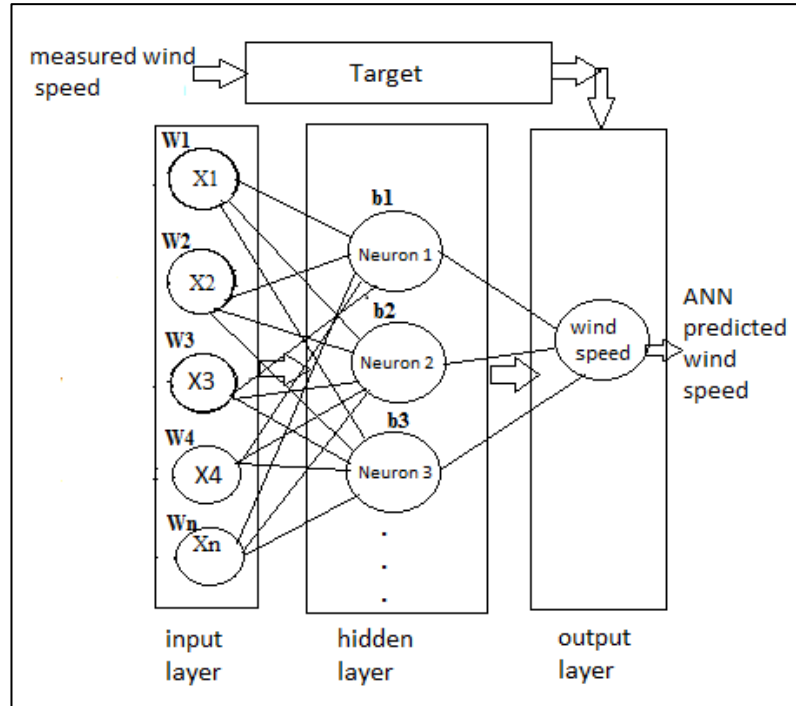 measured wind
speed
Target
W1
X1
W2
X2
W3
X3
W4
X4
Wn
Xn
b1
Neuron 1
b2
Neuron 2
b3
Neuron 3
.
.
.
wind
speed
ANN
predicted
wind
speed
input
layer
hidden
layer
output
layer